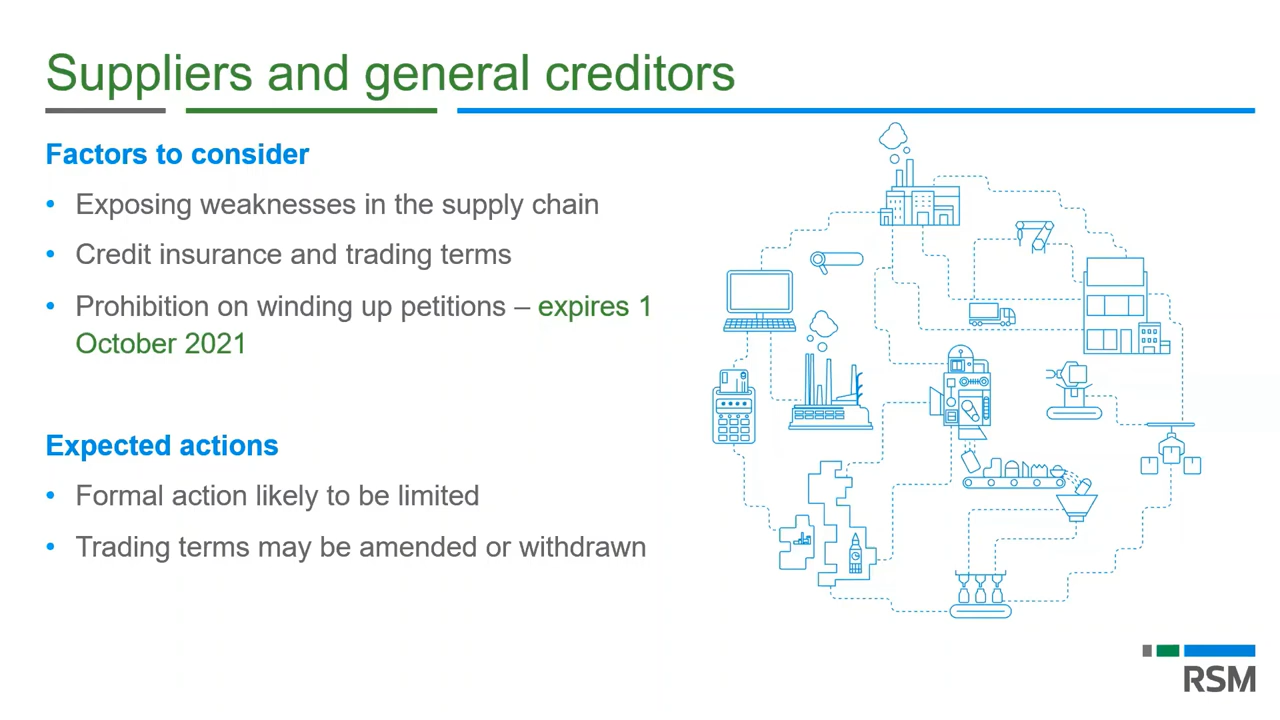 Suppliers and general creditors
Factors to consider
• Exposing weaknesses in the supply chain
• Credit insurance and trading terms
• Prohibition on winding up petitions – expires 1
October 2021
Expected actions
• Formal action likely to be limited
• Trading terms may be amended or withdrawn
RSM